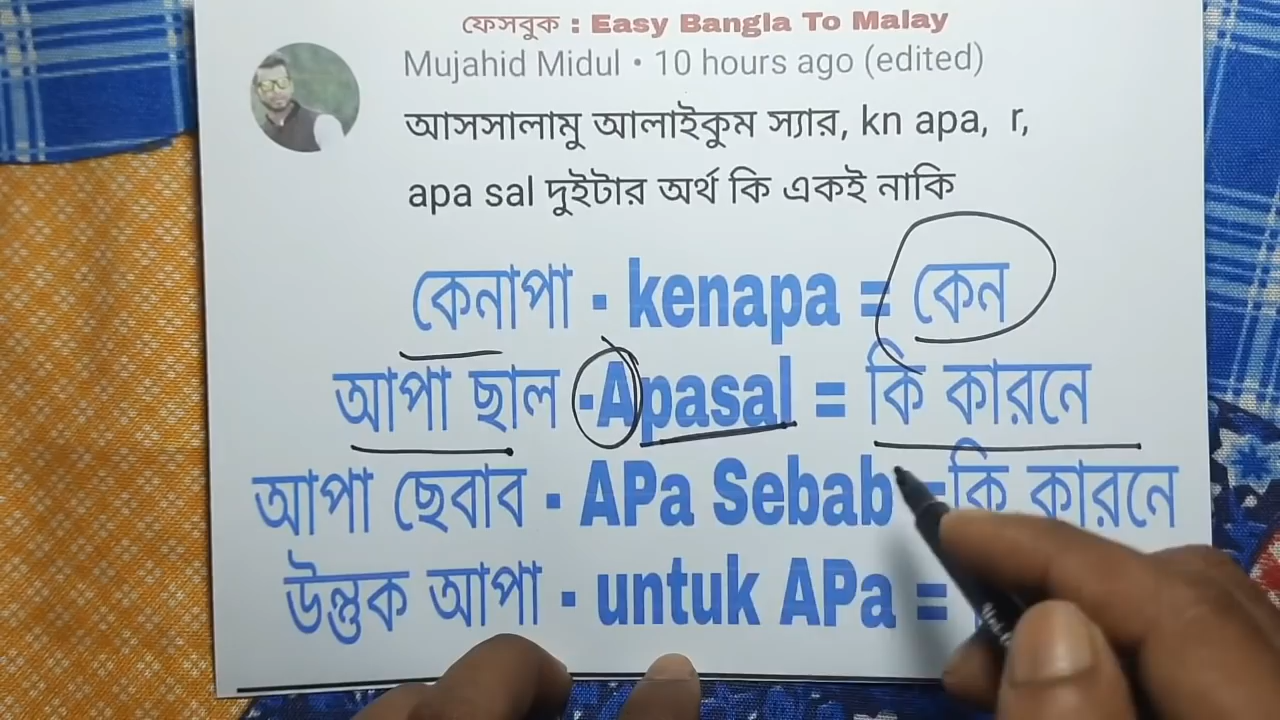 ফেসবুক : Easy Bangla To Malay
Mujahid Midul • 10 hours ago (edited)
আসসালামু আলাইকুম স্যার, kn apa, r,
apa sal দুইটার অর্থ কি একই নাকি
কেনাপা - kenapa = কেন
আপা ছাল -Apasal = কি কারনে
আপা ছেবাব - APa Sebab =কি কারনে
উন্তুক আপা - untuk APa =